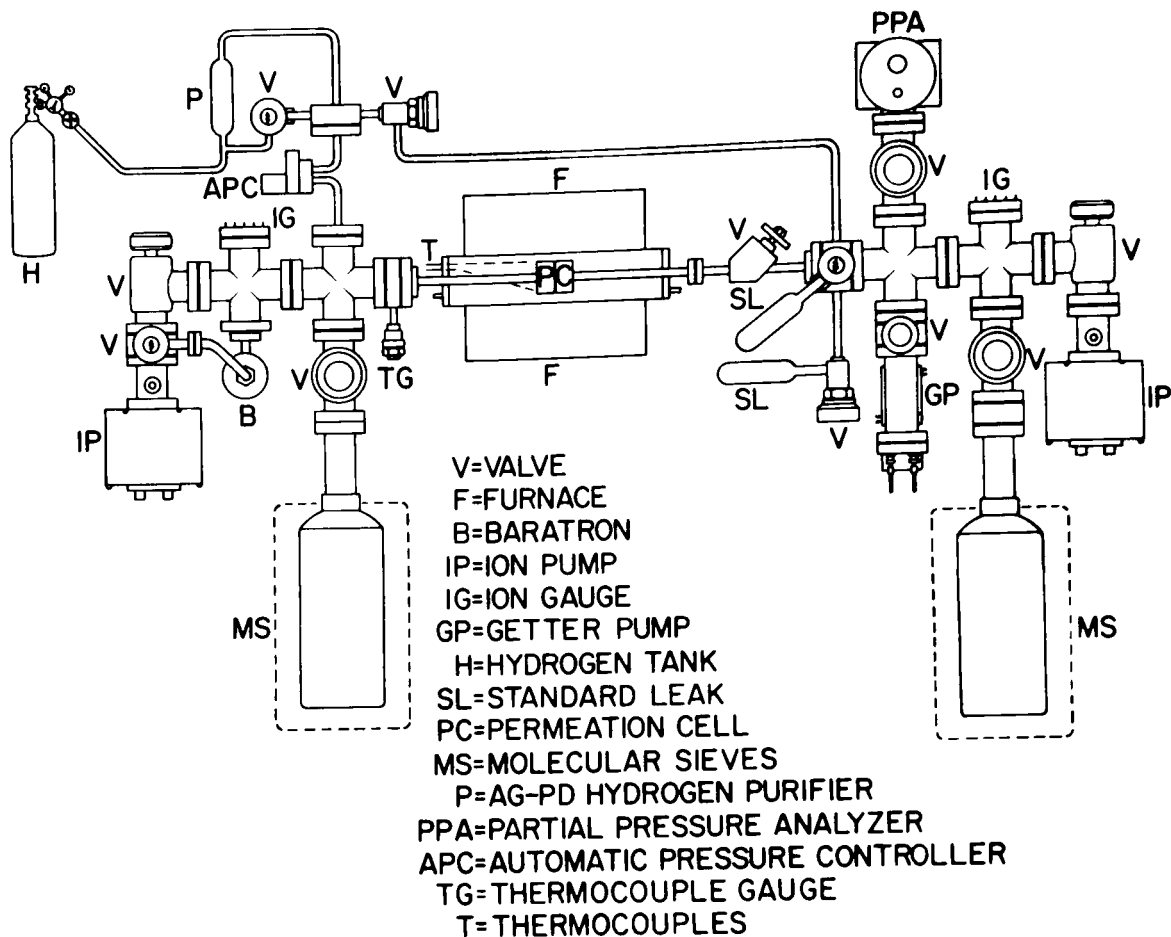 PPA
V
V
P
V
IG
APC
F
IG
T
V
H
V
PC
V
SL
V
V
TG
V
V
SL
GP
IP
B
F
V
IP
V=VALVE
F=FURNACE
B=BARATRON
IP=ION PUMP
IG=ION GAUGE
MS
GP=GETTER PUMP
MS
H=HYDROGEN TANK
SL=STANDARD LEAK
PC=PERMEATION CELL
MS=MOLECULAR SIEVES
P=AG-PD HYDROGEN PURIFIER
PPA=PARTIAL PRESSURE ANALYZER
APC=AUTOMATIC PRESSURE CONTROLLER
TG=THERMOCOUPLE GAUGE
T=THERMOCOUPLES